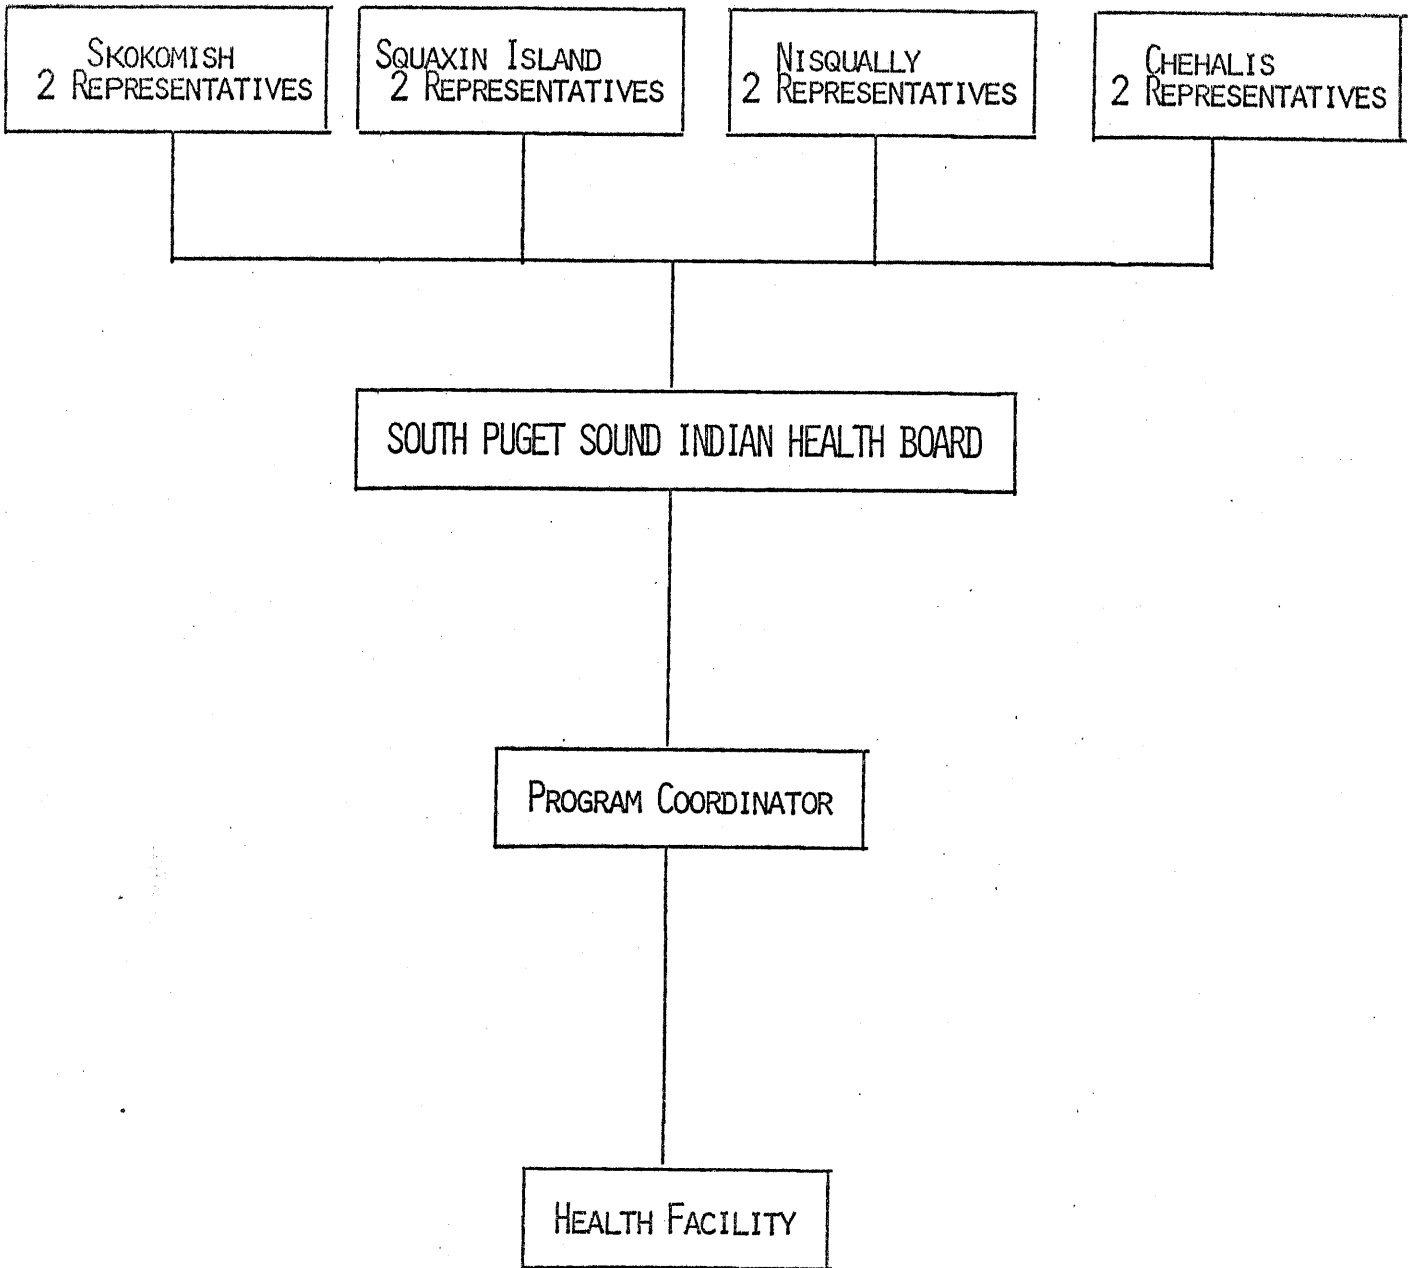 SKOKOMISH
2 REPRESENTATIVES
SQUAXIN ISLAND
2 REPRESENTATIVES
NISQUALLY
2 REPRESENTATIVES
CHEHALIS
2 REPRESENTATIVES
SOUTH PUGET SOUND INDIAN HEALTH BOARD
PROGRAM COORDINATOR
HEALTH FACILITY